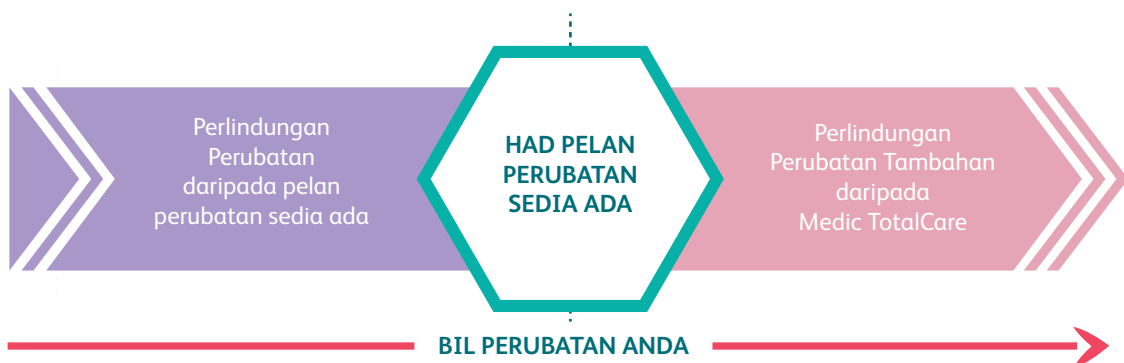 Perlindungan
Perubatan
daripada pelan
perubatan sedia ada
HAD PELAN
PERUBATAN
SEDIA ADA
Perlindungan
Perubatan Tambahan
daripada
Medic TotalCare
BIL PERUBATAN ANDA